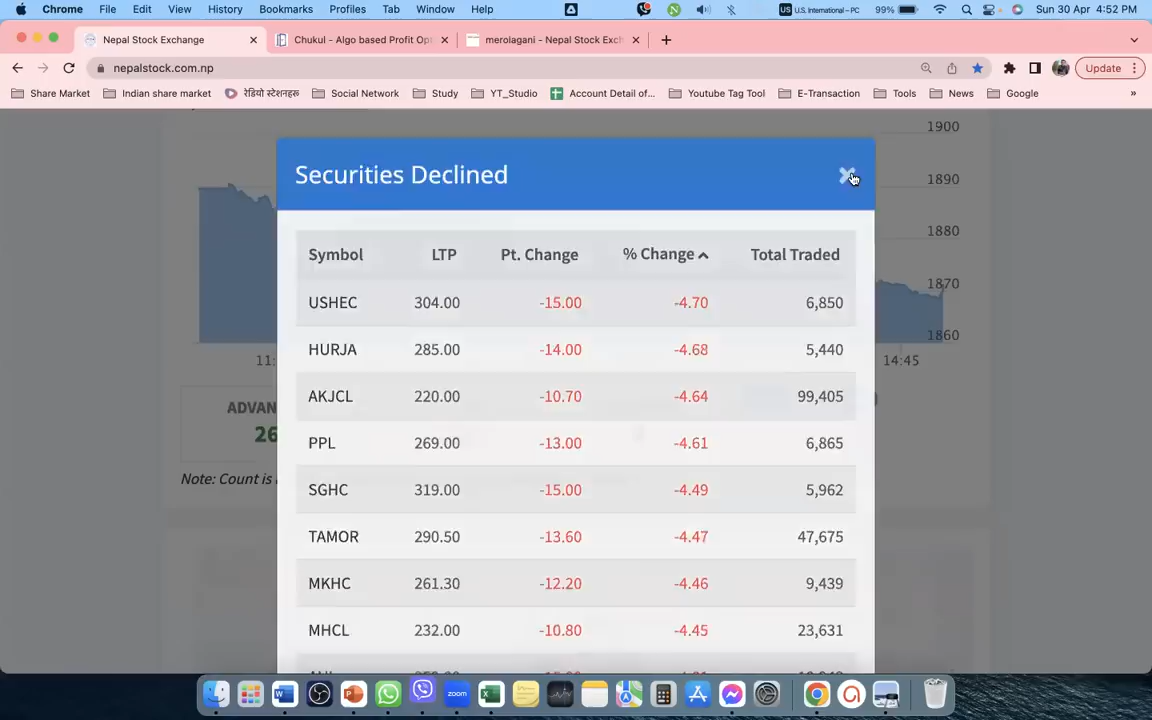 Chrome File Edit View History Bookmarks Profiles Tab Window Help U.S. International – PC 99% Sun 30 Apr 4:52 PM
Nepal Stock Exchange Chukul - Algo based Profit Op merolagani - Nepal Stock Exch
nepalstock.com.np Update
Share Market Indian share market रेडियो स्टेशनहरू Social Network Study YT_Studio Account Detail of... Youtube Tag Tool E-Transaction Tools News Google »
1900
Securities Declined
1890
1880
Symbol LTP Pt. Change % Change Total Traded
1870
USHEC 304.00 -15.00 -4.70 6,850
1860
HURJA 285.00 -14.00 -4.68 5,440
11: 14:45
AKJCL 220.00 -10.70 -4.64 99,405
ADVAN
26
PPL 269.00 -13.00 -4.61 6,865
Note: Count is
SGHC 319.00 -15.00 -4.49 5,962
TAMOR 290.50 -13.60 -4.47 47,675
MKHC 261.30 -12.20 -4.46 9,439
MHCL 232.00 -10.80 -4.45 23,631
zoom